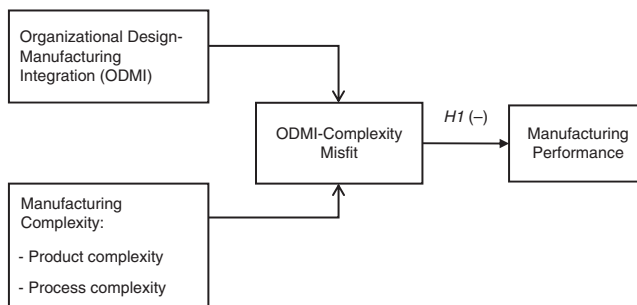 Organizational Design-
Manufacturing
Integration (ODMI)
ODMI-Complexity
Misfit
H1 (–)
Manufacturing
Performance
Manufacturing
Complexity:
- Product complexity
- Process complexity